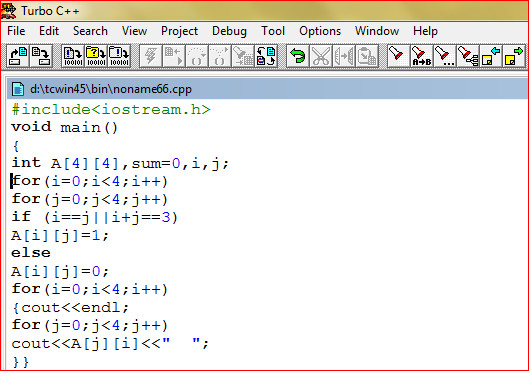 Turbo C++
File Edit Search View Project Debug Tool Options Window Help
d:\tcwin45\bin\noname66.cpp
#include<iostream.h>
void main()
{
int A[4][4],sum=0,i,j;
for(i=0;i<4;i++)
for(j=0;j<4;j++)
if (i==j||i+j==3)
A[i][j]=1;
else
A[i][j]=0;
for(i=0;i<4;i++)
{cout<<endl;
for(j=0;j<4;j++)
cout<<A[j][i]<<"  ";
}}